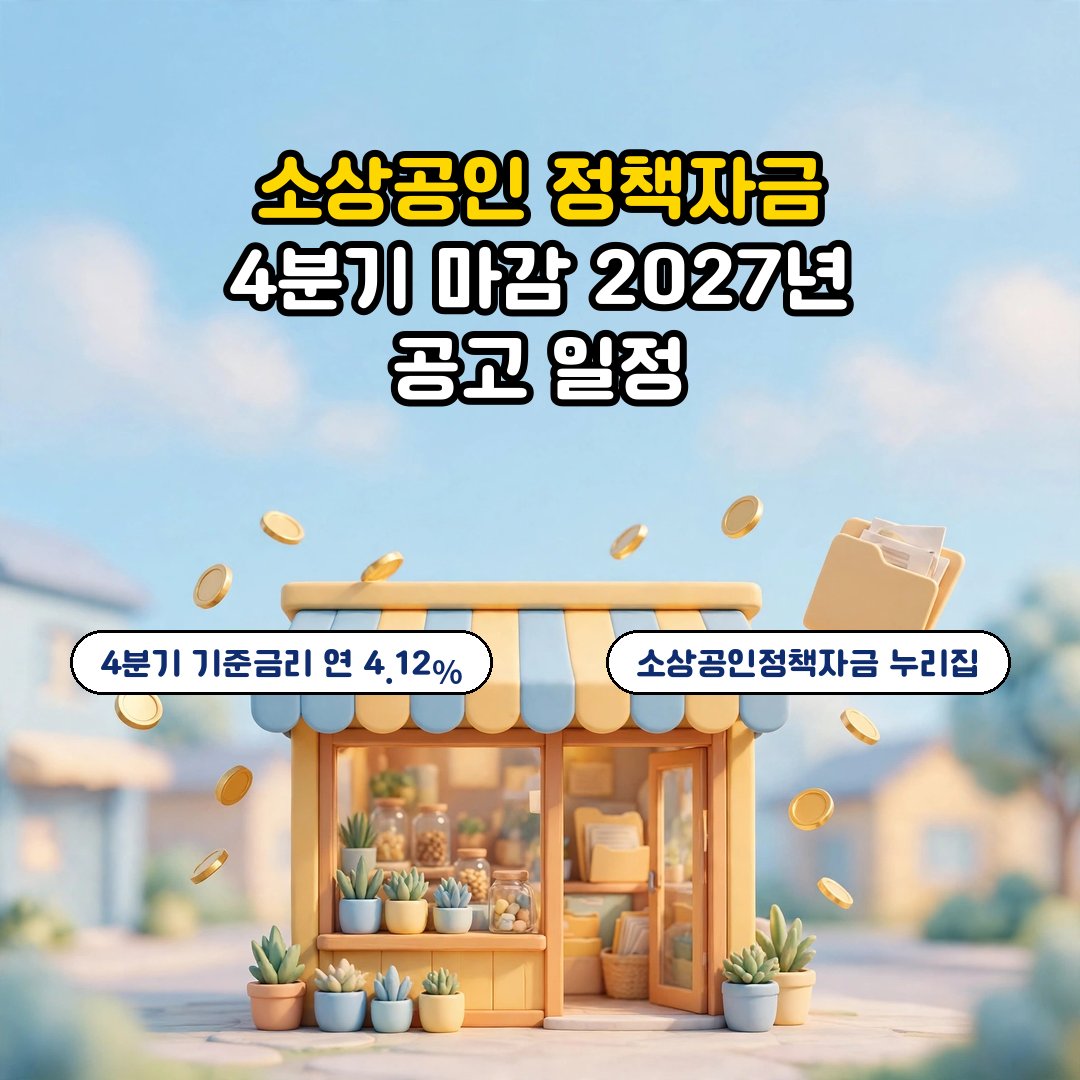 소상공인 정책자금
4분기 마감 2027년
공고 일정
4분기 기준금리 연 4.12%
소상공인정책자금 누리집